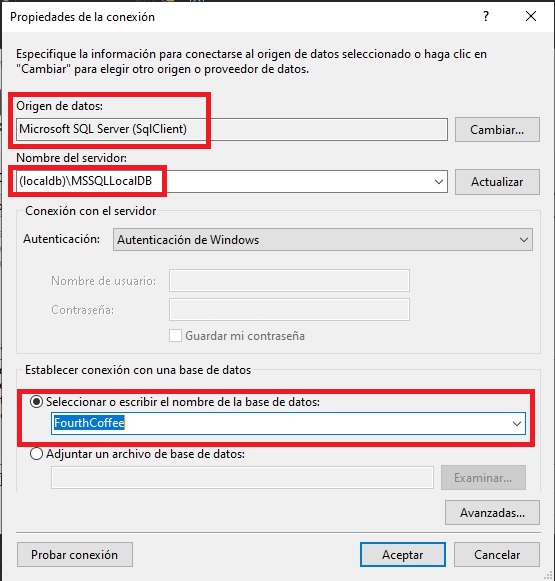 Propiedades de la conexión
?
Especifique la información para conectarse al origen de datos seleccionado o haga clic en
"Cambiar" para elegir otro origen o proveedor de datos.
Origen de datos:
Microsoft SQL Server (SqlClient)
Cambiar...
Nombre del servidor:
(localdb)\MSSQLLocalDB
Actualizar
Conexión con el servidor
Autenticación:
Autenticación de Windows
Nombre de usuario:
Contraseña:
Guardar mi contraseña
Establecer conexión con una base de datos
Seleccionar o escribir el nombre de la base de datos:
FourthCoffee
Adjuntar un archivo de base de datos:
Examinar...
Avanzadas...
Probar conexión
Aceptar
Cancelar